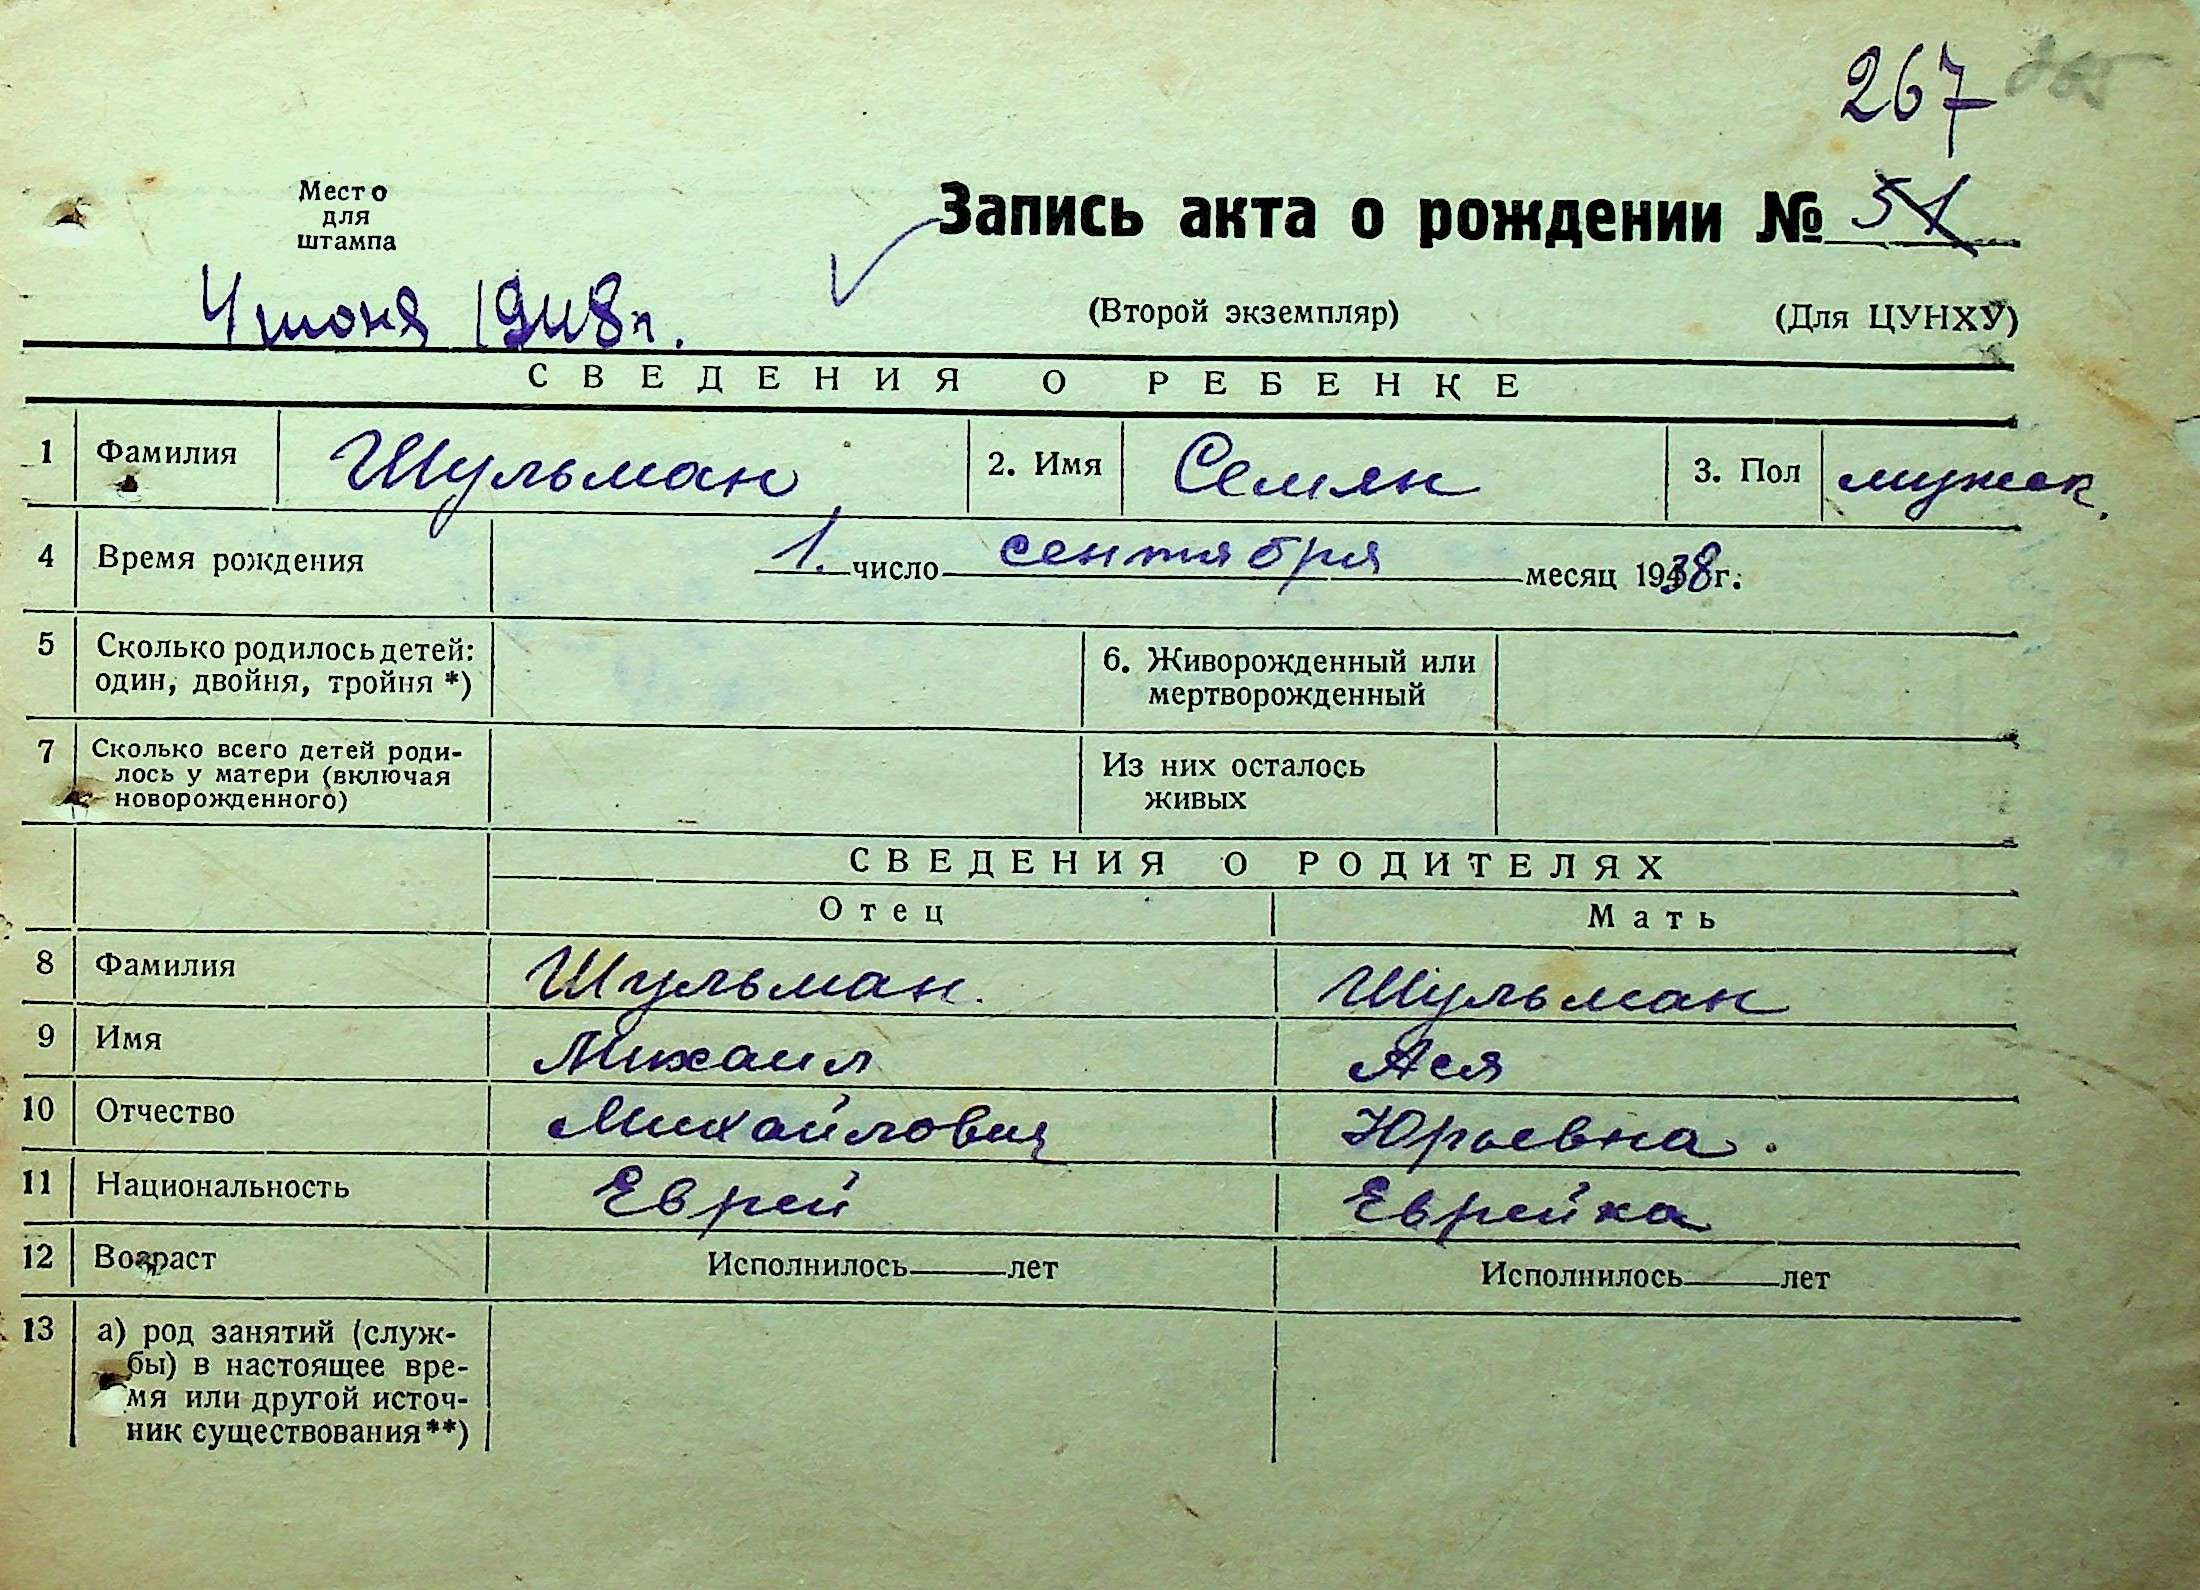 267
Место
для
штампа
Запись акта о рождении № 51
4 июня 1948 г.
(Второй экземпляр) (Для ЦУНХУ)
СВЕДЕНИЯ О РЕБЕНКЕ
1 Фамилия Шульман 2. Имя Семен 3. Пол мужск.
4 Время рождения 1. число сентября месяц 1938 г.
5 Сколько родилось детей: 6. Живорожденный или
один, двойня, тройня *) мертворожденный
7 Сколько всего детей роди- Из них осталось
лось у матери (включая живых
новорожденного)
СВЕДЕНИЯ О РОДИТЕЛЯХ
Отец Мать
8 Фамилия Шульман. Шульман
9 Имя Михаил Ася
10 Отчество Михайлович Юрьевна.
11 Национальность Еврей Еврейка
12 Возраст Исполнилось лет Исполнилось лет
13 а) род занятий (служ-
бы) в настоящее вре-
мя или другой источ-
ник существования**)